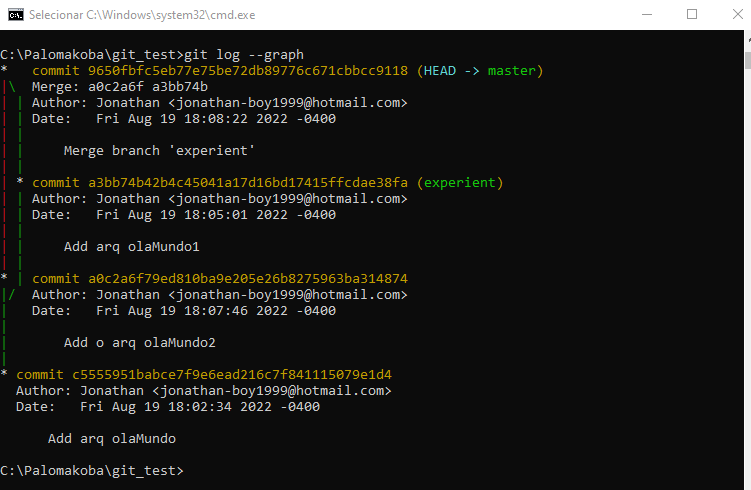 Selecionar C:\Windows\system32\cmd.exe
C:\Palomakoba\git_test>git log --graph
*   commit 9650fbfc5eb77e75be72db89776c671cbbcc9118 (HEAD -> master)
|\  Merge: a0c2a6f a3bb74b
| | Author: Jonathan <jonathan-boy1999@hotmail.com>
| | Date:   Fri Aug 19 18:08:22 2022 -0400
| |
| |     Merge branch 'experient'
| |
| * commit a3bb74b42b4c45041a17d16bd17415ffcdae38fa (experient)
| | Author: Jonathan <jonathan-boy1999@hotmail.com>
| | Date:   Fri Aug 19 18:05:01 2022 -0400
| |
| |     Add arq olaMundo1
| |
* | commit a0c2a6f79ed810ba9e205e26b8275963ba314874
|/  Author: Jonathan <jonathan-boy1999@hotmail.com>
|   Date:   Fri Aug 19 18:07:46 2022 -0400
|
|       Add o arq olaMundo2
|
* commit c5555951babce7f9e6ead216c7f841115079e1d4
  Author: Jonathan <jonathan-boy1999@hotmail.com>
  Date:   Fri Aug 19 18:02:34 2022 -0400
      Add arq olaMundo
C:\Palomakoba\git_test>